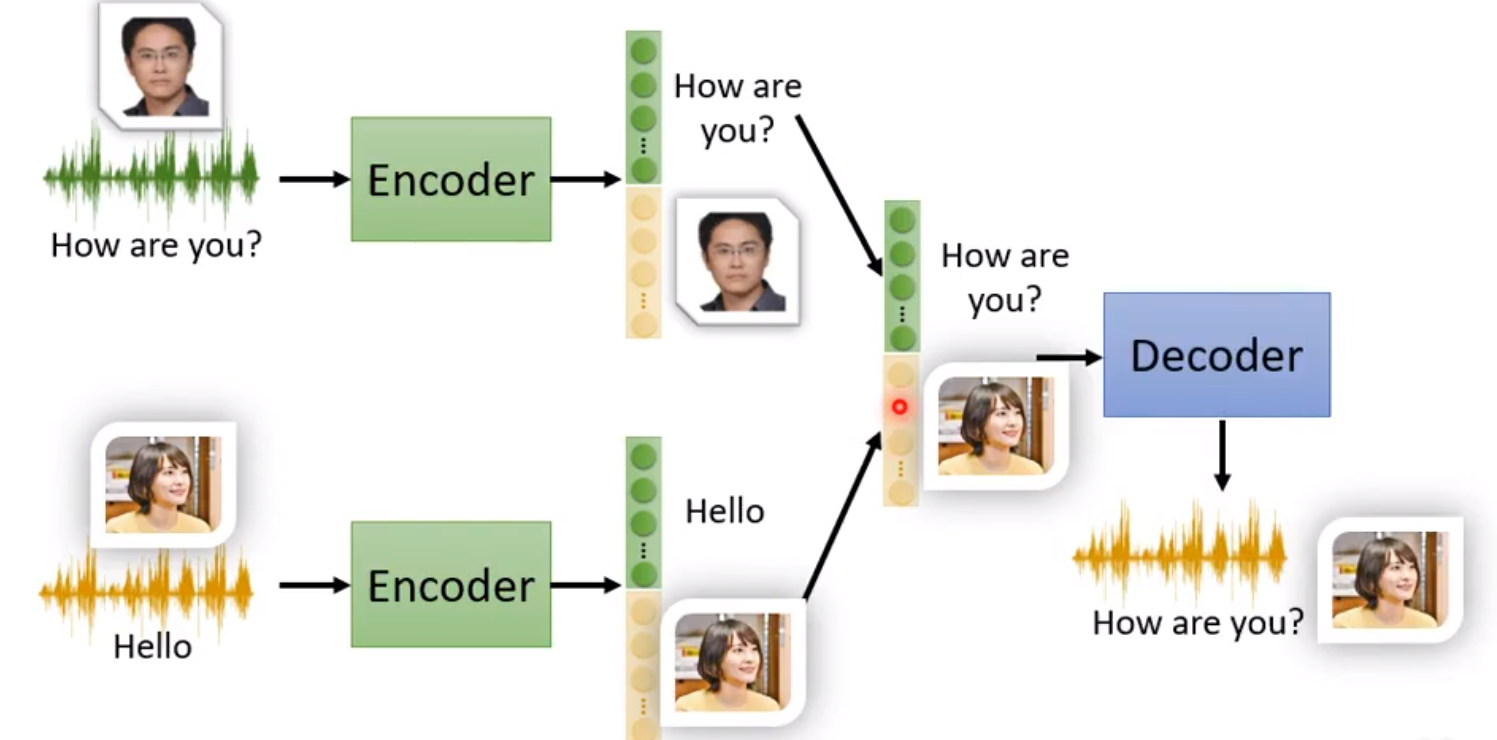 How are
you?
Encoder
How are you?
How are
you?
Decoder
Hello
Encoder
Hello
How are you?